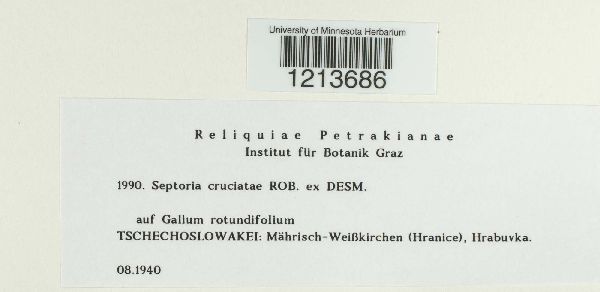 University of Minnesota Herbarium
1213686
Reliquiae Petrakianae
Institut für Botanik Graz
1990. Septoria cruciatae ROB. ex DESM.
auf Galium rotundifolium
TSCHECHOSLOWAKEI: Mährisch-Weißkirchen (Hranice), Hrabuvka.
08.1940